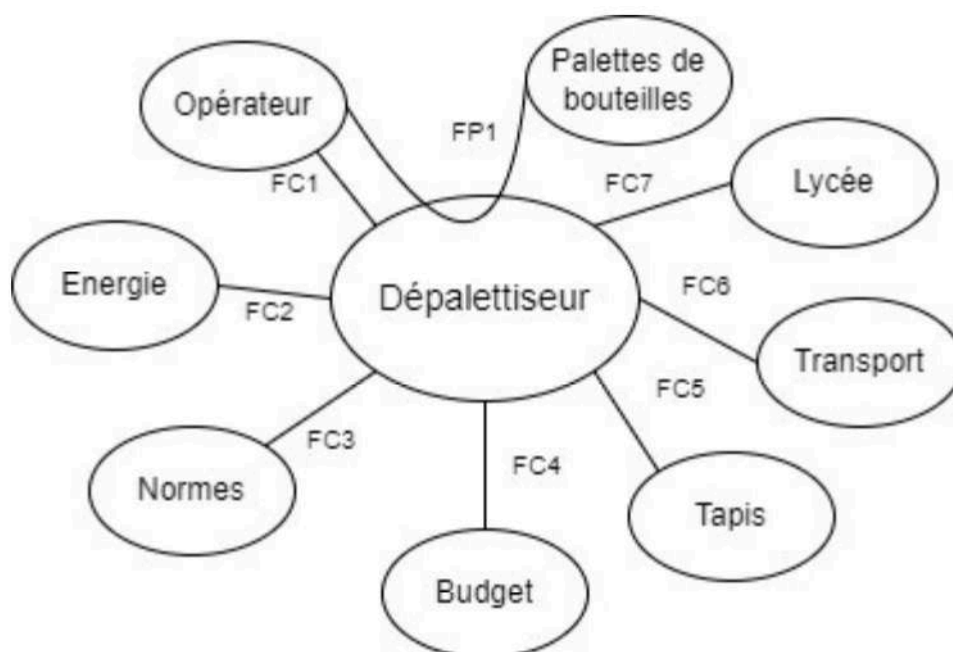 Palettes de
bouteilles
Opérateur
FP1
FC1
FC7
Lycée
Energie
FC2
Dépalettiseur
FC6
Transport
FC5
FC3
FC4
Normes
Tapis
Budget